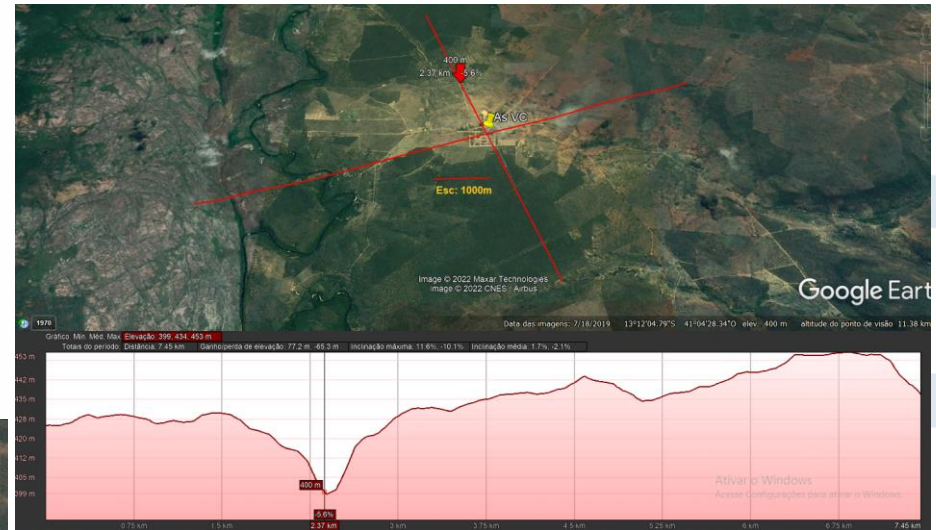 400 m
2.37 km -5.6%
As VC
Esc: 1000m
Image © 2022 Maxar Technologies
Image © 2022 CNES / Airbus
Google Eart
1970
Data das imagens: 7/18/2019 13°12'04.79"S 41°04'28.34"O elev 400 m altitude do ponto de visão 11.38 km
Gráfico: Mín, Méd, Máx Elevação: 399, 434, 453 m
Totais do período: Distância: 7.45 km Ganho/perda de elevação: 77.2 m, -65.3 m Inclinação máxima: 11.6%, -10.1% Inclinação média: 1.7%, -2.1%
453 m
442 m
435 m
428 m
420 m
412 m
405 m
399 m
400 m
-5.6%
Ativar o Windows
Acesse Configurações para ativar o Windows.
0.75 km 1.5 km 2.37 km 3 km 3.75 km 4.5 km 5.25 km 6 km 6.75 km 7.45 km